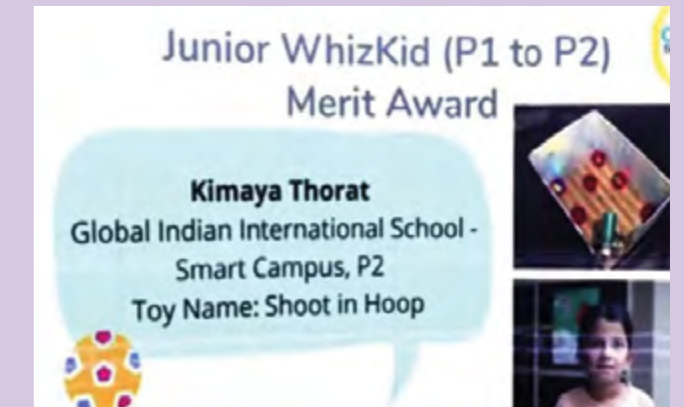 Junior WhizKid (P1 to P2)
Merit Award
Kimaya Thorat
Global Indian International School -
Smart Campus, P2
Toy Name: Shoot in Hoop